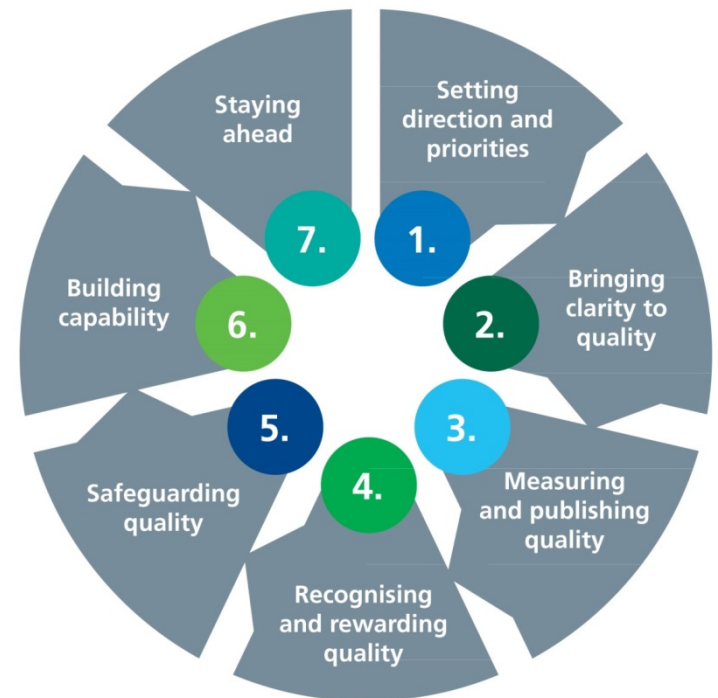 1.
Setting
direction and
priorities
2.
Bringing
clarity to
quality
3.
Measuring
and publishing
quality
4.
Recognising
and rewarding
quality
5.
Safeguarding
quality
6.
Building
capability
7.
Staying
ahead